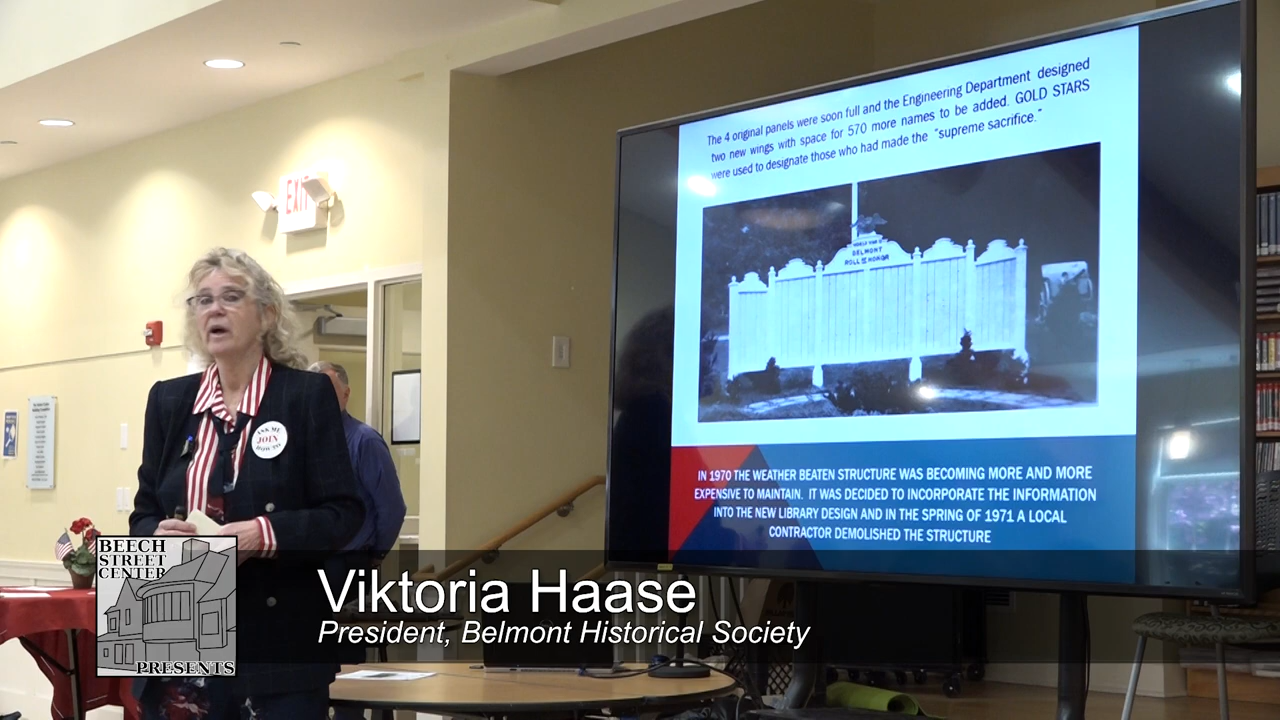 The 4 original panels were soon full and the Engineering Department designed
two new wings with space for 570 more names to be added. GOLD STARS
were used to designate those who had made the "supreme sacrifice."
WORLD WAR II
BELMONT
ROLL OF HONOR
IN 1970 THE WEATHER BEATEN STRUCTURE WAS BECOMING MORE AND MORE
EXPENSIVE TO MAINTAIN. IT WAS DECIDED TO INCORPORATE THE INFORMATION
INTO THE NEW LIBRARY DESIGN AND IN THE SPRING OF 1971 A LOCAL
CONTRACTOR DEMOLISHED THE STRUCTURE
EXIT
ASK ME
JOIN
BEECH
STREET
CENTER
PRESENTS
Viktoria Haase
President, Belmont Historical Society